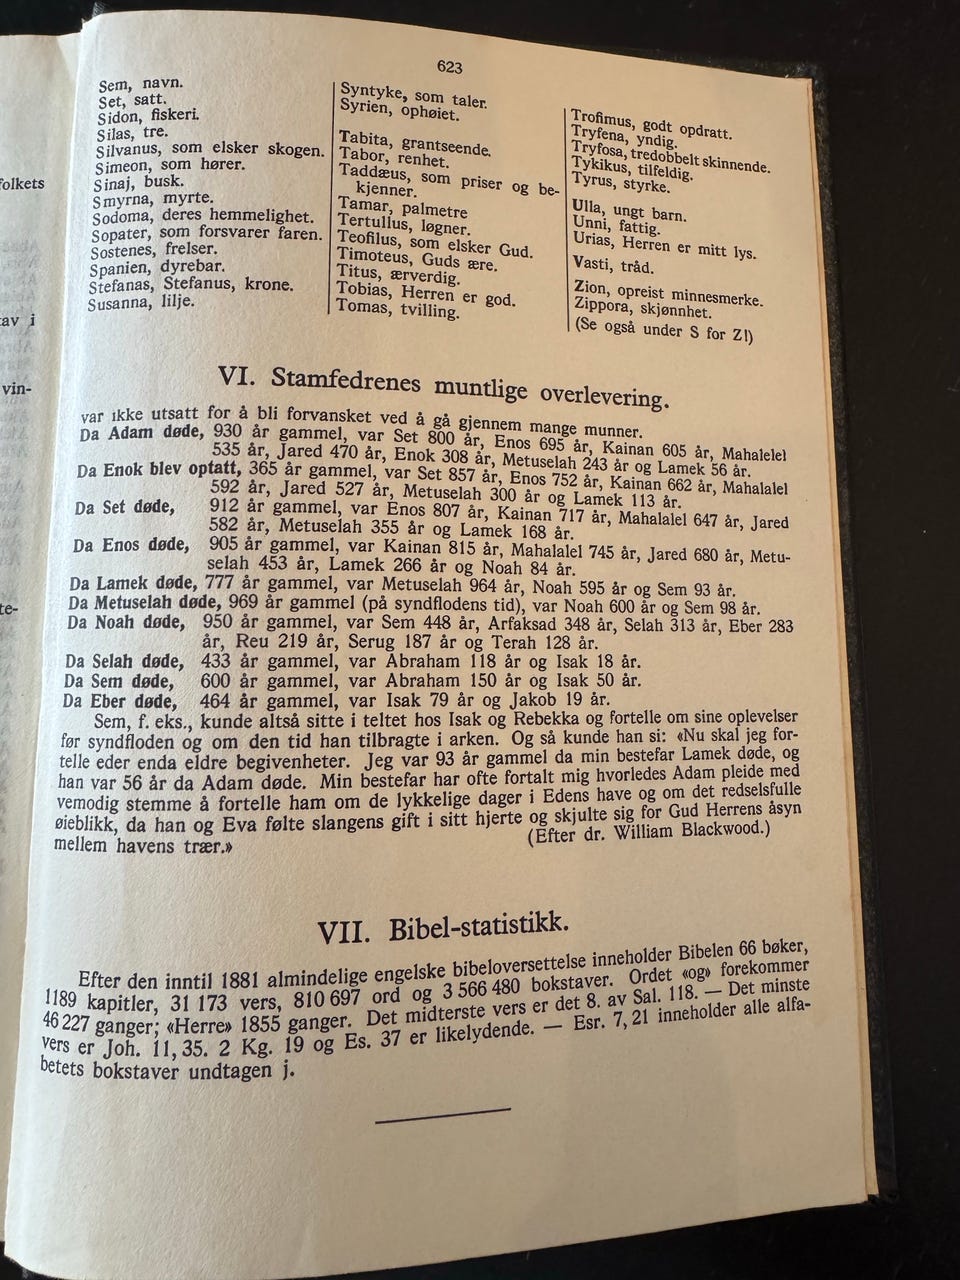 623
Sem, navn.
Set, satt.
Sidon, fiskeri.
Silas, tre.
Silvanus, som elsker skogen.
Simeon, som hører.
Sinaj, busk.
Smyrna, myrte.
Sodoma, deres hemmelighet.
Sopater, som forsvarer faren.
Sostenes, frelser.
Spanien, dyrebar.
Stefanas, Stefanus, krone.
Susanna, lilje.
Syntyke, som taler.
Syrien, ophøiet.
Tabita, grantseende.
Tabor, renhet.
Taddæus, som priser og be-
kjenner.
Tamar, palmetre
Tertullus, løgner.
Teofilus, som elsker Gud.
Timoteus, Guds ære.
Titus, ærverdig.
Tobias, Herren er god.
Tomas, tvilling.
Trofimus, godt opdratt.
Tryfena, yndig.
Tryfosa, tredobbelt skinnende.
Tykikus, tilfeldig.
Tyrus, styrke.
Ulla, ungt barn.
Unni, fattig.
Urias, Herren er mitt lys.
Vasti, tråd.
Zion, opreist minnesmerke.
Zippora, skjønnhet.
(Se også under S for Z!)
VI. Stamfedrenes muntlige overlevering.
var ikke utsatt for å bli forvansket ved å gå gjennem mange munner.
Da Adam døde, 930 år gammel, var Set 800 år, Enos 695 år, Kainan 605 år, Mahalelel
535 år, Jared 470 år, Enok 308 år, Metuselah 243 år og Lamek 56 år.
Da Enok blev optatt, 365 år gammel, var Set 857 år, Enos 752 år, Kainan 662 år, Mahalalel
592 år, Jared 527 år, Metuselah 300 år og Lamek 113 år.
Da Set døde, 912 år gammel, var Enos 807 år, Kainan 717 år, Mahalalel 647 år, Jared
582 år, Metuselah 355 år og Lamek 168 år.
Da Enos døde, 905 år gammel, var Kainan 815 år, Mahalalel 745 år, Jared 680 år, Metu-
selah 453 år, Lamek 266 år og Noah 84 år.
Da Lamek døde, 777 år gammel, var Metuselah 964 år, Noah 595 år og Sem 93 år.
Da Metuselah døde, 969 år gammel (på syndflodens tid), var Noah 600 år og Sem 98 år.
Da Noah døde, 950 år gammel, var Sem 448 år, Arfaksad 348 år, Selah 313 år, Eber 283
år, Reu 219 år, Serug 187 år og Terah 128 år.
Da Selah døde, 433 år gammel, var Abraham 118 år og Isak 18 år.
Da Sem døde, 600 år gammel, var Abraham 150 år og Isak 50 år.
Da Eber døde, 464 år gammel, var Isak 79 år og Jakob 19 år.
Sem, f. eks., kunde altså sitte i teltet hos Isak og Rebekka og fortelle om sine oplevelser
før syndfloden og om den tid han tilbragte i arken. Og så kunde han si: «Nu skal jeg for-
telle eder enda eldre begivenheter. Jeg var 93 år gammel da min bestefar Lamek døde, og
han var 56 år da Adam døde. Min bestefar har ofte fortalt mig hvorledes Adam pleide med
vemodig stemme å fortelle ham om de lykkelige dager i Edens have og om det redselsfulle
øieblikk, da han og Eva følte slangens gift i sitt hjerte og skjulte sig for Gud Herrens åsyn
mellem havens trær.» (Efter dr. William Blackwood.)
VII. Bibel-statistikk.
Efter den inntil 1881 almindelige engelske bibeloversettelse inneholder Bibelen 66 bøker,
1189 kapitler, 31 173 vers, 810 697 ord og 3 566 480 bokstaver. Ordet «og» forekommer
46 227 ganger; «Herre» 1855 ganger. Det midterste vers er det 8. av Sal. 118. — Det minste
vers er Joh. 11, 35. 2 Kg. 19 og Es. 37 er likelydende. — Esr. 7, 21 inneholder alle alfa-
betets bokstaver undtagen j.
folkets
av i
vin-
te-